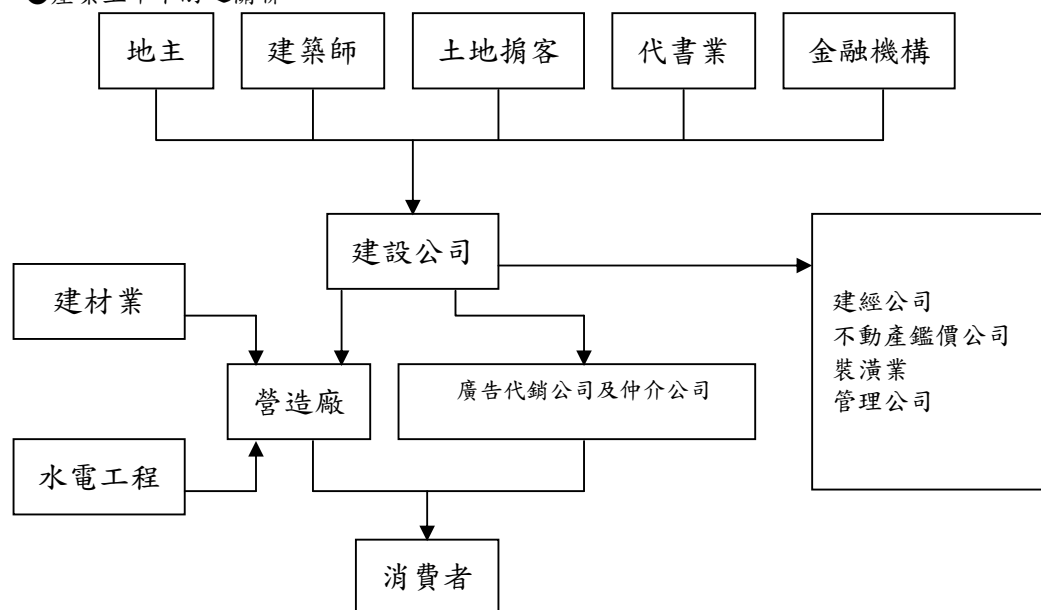 地主
建築師
土地掮客
代書業
金融機構
建設公司
建材業
建經公司
不動產鑑價公司
裝潢業
管理公司
營造廠
廣告代銷公司及仲介公司
水電工程
消費者